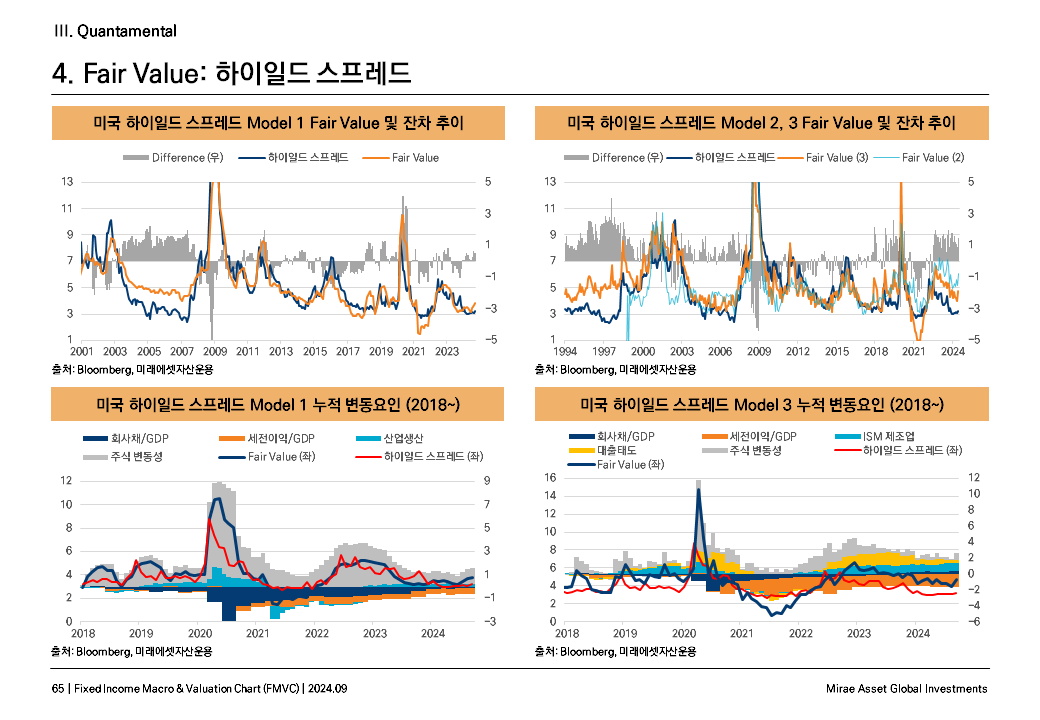 III. Quantamental
4. Fair Value: 하이일드 스프레드
미국 하이일드 스프레드 Model 1 Fair Value 및 잔차 추이
Difference (우) 하이일드 스프레드 Fair Value
13 5
11 3
9 1
7 -1
5 -3
3 -5
1
2001 2003 2005 2007 2009 2011 2013 2015 2017 2019 2021 2023
출처: Bloomberg, 미래에셋자산운용
미국 하이일드 스프레드 Model 2, 3 Fair Value 및 잔차 추이
Difference (우) 하이일드 스프레드 Fair Value (3) Fair Value (2)
13 5
11 3
9 1
7 -1
5 -3
3 -5
1
1994 1997 2000 2003 2006 2009 2012 2015 2018 2021 2024
출처: Bloomberg, 미래에셋자산운용
미국 하이일드 스프레드 Model 1 누적 변동요인 (2018~)
회사채/GDP 세전이익/GDP 산업생산
주식 변동성 Fair Value (좌) 하이일드 스프레드 (좌)
12 9
10 7
8 5
6 3
4 1
2 -1
0 -3
2018 2019 2020 2021 2022 2023 2024
출처: Bloomberg, 미래에셋자산운용
미국 하이일드 스프레드 Model 3 누적 변동요인 (2018~)
회사채/GDP 세전이익/GDP ISM 제조업
대출태도 주식 변동성 하이일드 스프레드 (좌)
Fair Value (좌)
16 12
14 10
12 8
10 6
8 4
6 2
4 0
2 -2
0 -4
-6
2018 2019 2020 2021 2022 2023 2024
출처: Bloomberg, 미래에셋자산운용
65 | Fixed Income Macro & Valuation Chart (FMVC) | 2024.09
Mirae Asset Global Investments